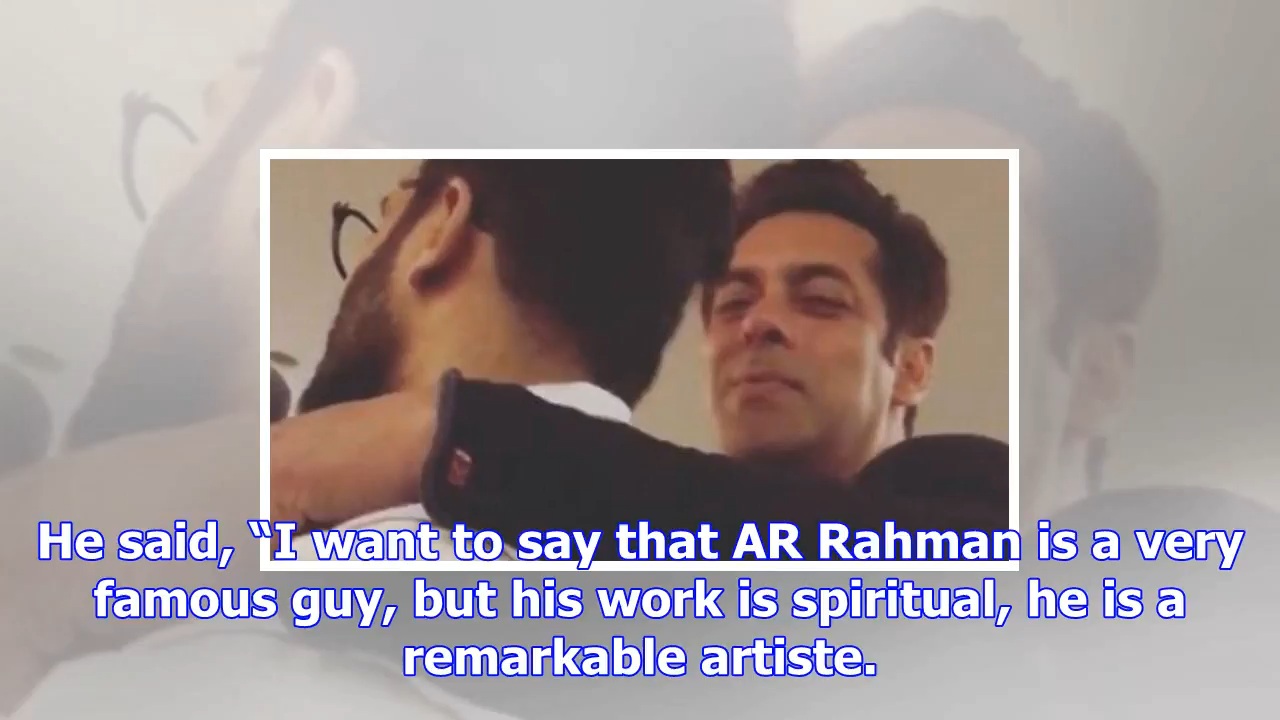 He said, “I want to say that AR Rahman is a very
famous guy, but his work is spiritual, he is a
remarkable artiste.